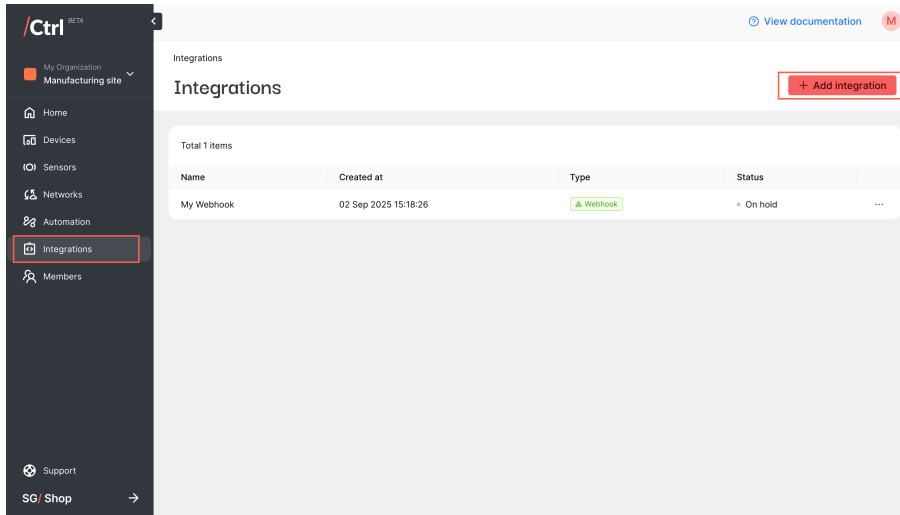 /Ctrl BETA
View documentation
M
My Organization
Manufacturing site
Home
Devices
Sensors
Networks
Automation
Integrations
Members
Support
SG/ Shop
Integrations
Integrations
+ Add integration
Total 1 items
Name Created at Type Status
My Webhook 02 Sep 2025 15:18:26 Webhook On hold ...